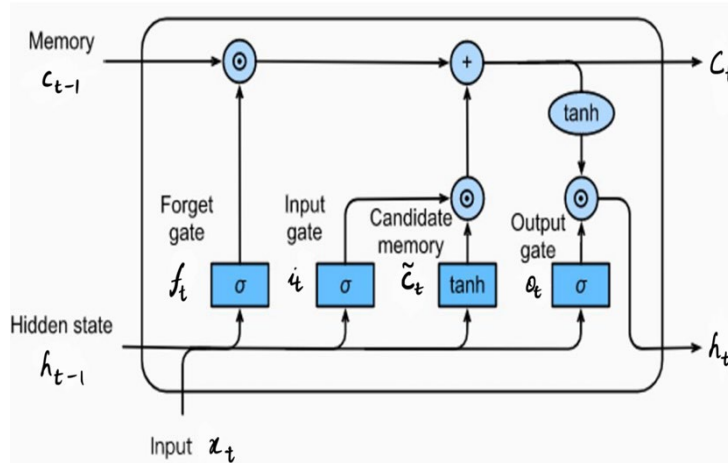 Memory
c_{t-1}
⊙
+
C_t
tanh
Forget
gate
f_t
σ
Input
gate
i_t
σ
⊙
Candidate
memory
c̃_t
tanh
⊙
Output
gate
o_t
σ
Hidden state
h_{t-1}
h_t
Input x_t